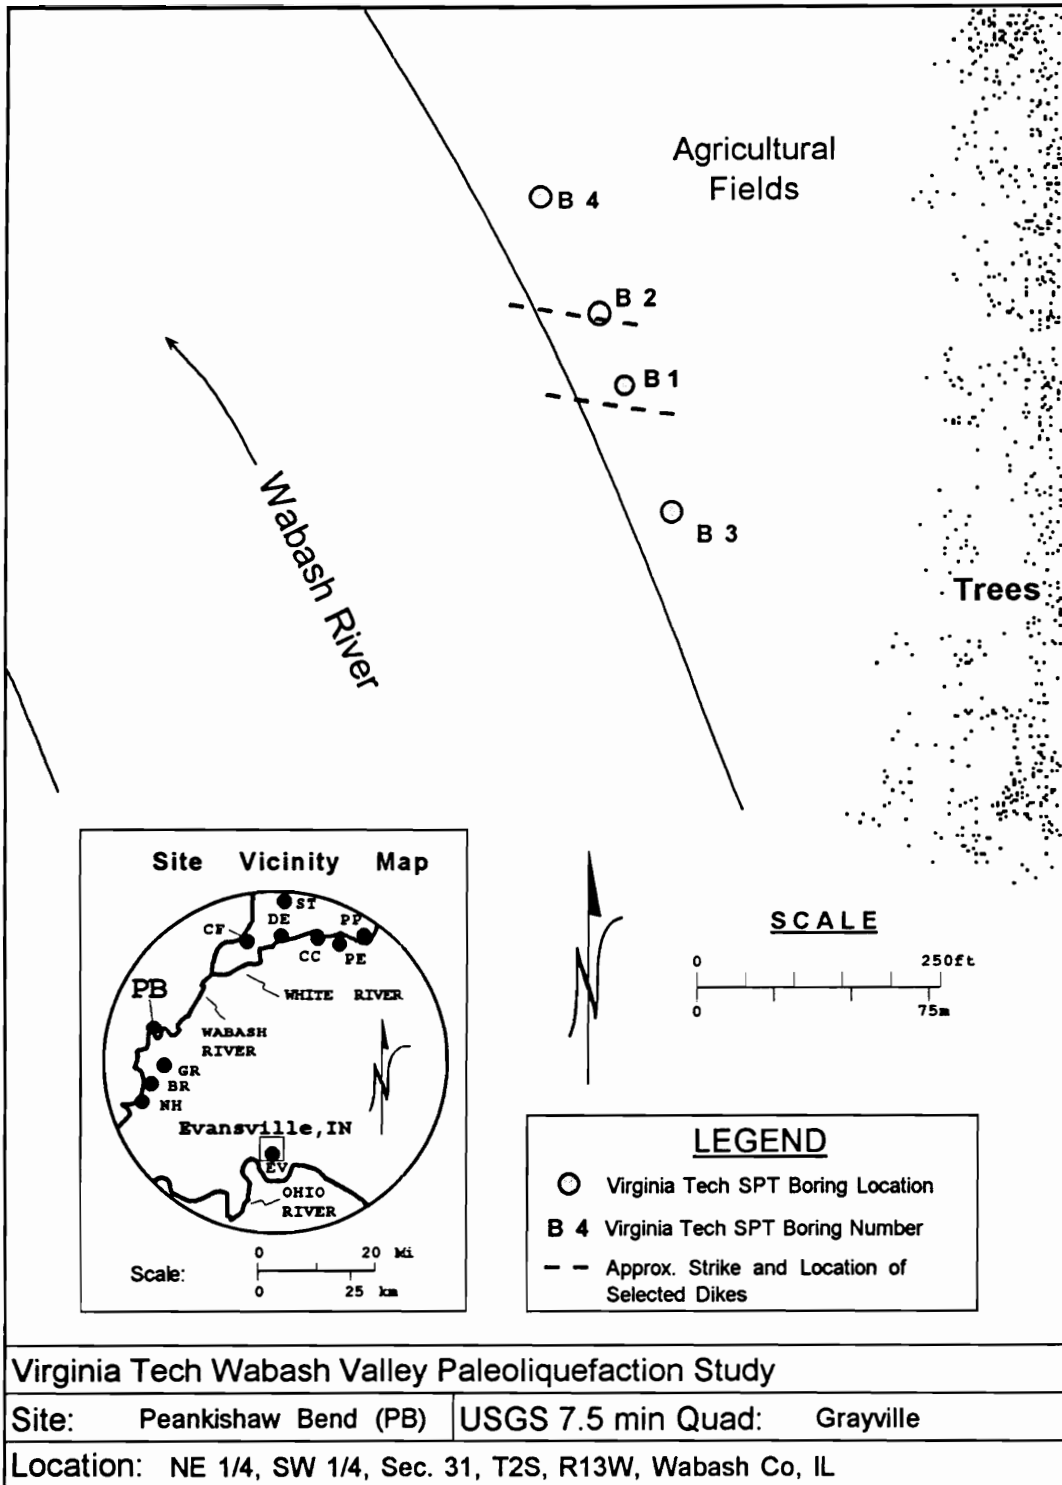 Agricultural
Fields
B 4
B 2
B 1
B 3
Wabash River
Trees
Site Vicinity Map
ST
DE
PP
CF
CC
PE
PB
WHITE RIVER
WABASH
RIVER
GR
BR
NH
Evansville, IN
EV
OHIO
RIVER
0 20 Mi
Scale:
0 25 km
N
N
SCALE
0 250ft
0 75m
LEGEND
Virginia Tech SPT Boring Location
B 4 Virginia Tech SPT Boring Number
Approx. Strike and Location of
Selected Dikes
Virginia Tech Wabash Valley Paleoliquefaction Study
Site: Peankishaw Bend (PB) USGS 7.5 min Quad: Grayville
Location: NE 1/4, SW 1/4, Sec. 31, T2S, R13W, Wabash Co, IL